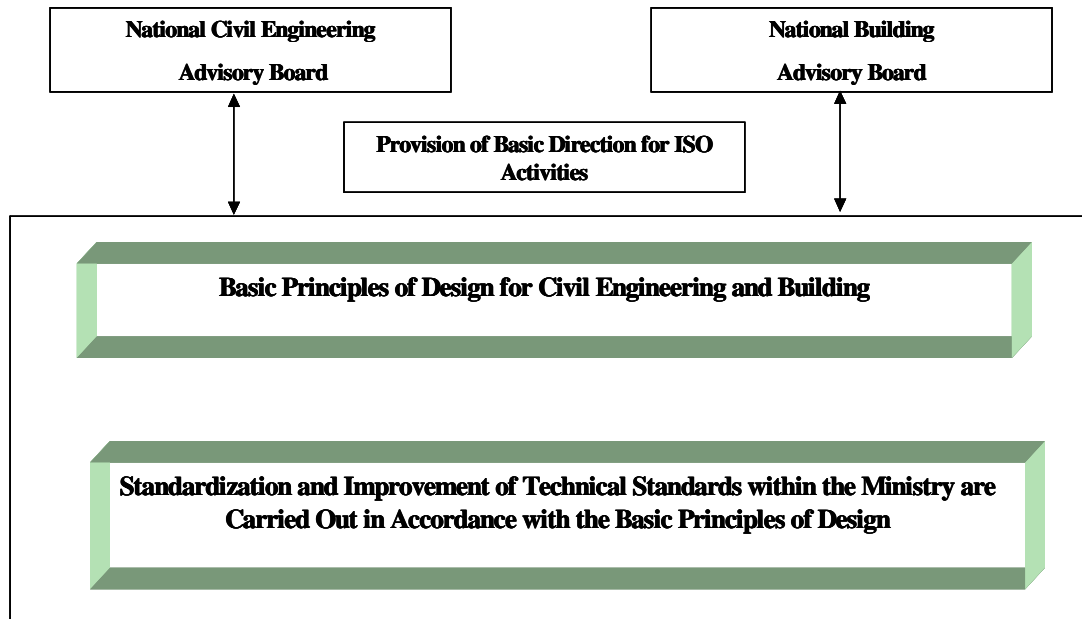 National Civil Engineering
Advisory Board
National Building
Advisory Board
Provision of Basic Direction for ISO
Activities
Basic Principles of Design for Civil Engineering and Building
Standardization and Improvement of Technical Standards within the Ministry are
Carried Out in Accordance with the Basic Principles of Design